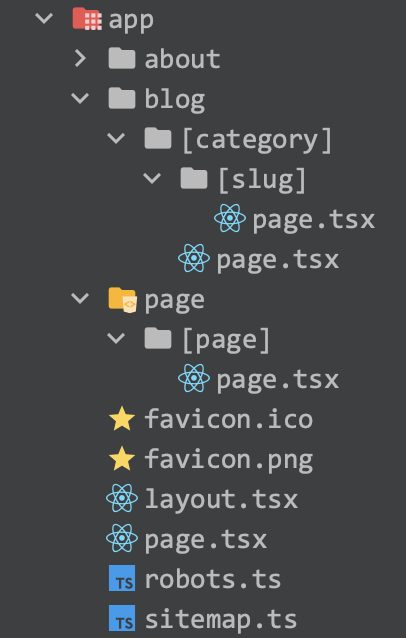 app
about
blog
[category]
[slug]
page.tsx
page.tsx
page
[page]
page.tsx
favicon.ico
favicon.png
layout.tsx
page.tsx
TS robots.ts
TS sitemap.ts